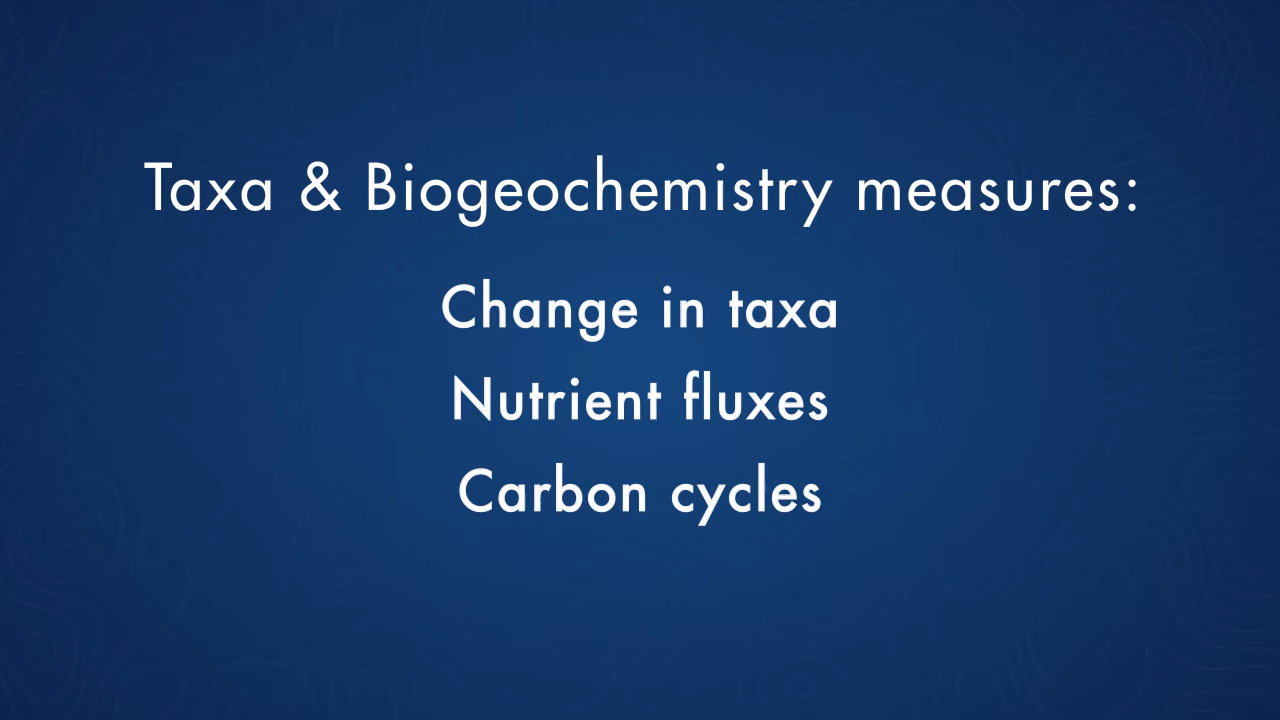 Taxa & Biogeochemistry measures:
Change in taxa
Nutrient fluxes
Carbon cycles